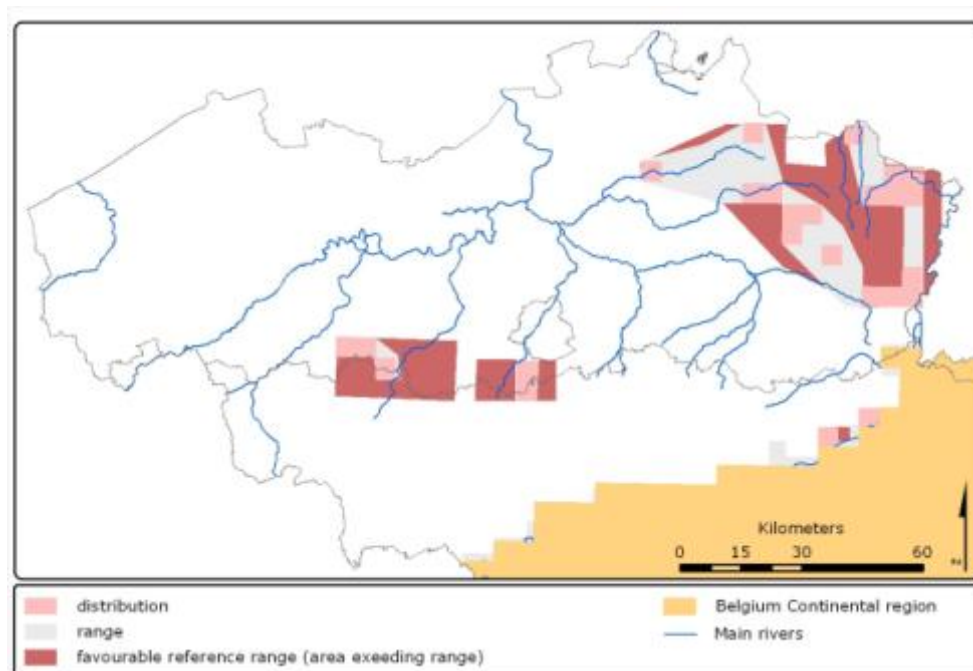 Kilometers
0 15 30 60
N
distribution
range
favourable reference range (area exeeding range)
Belgium Continental region
Main rivers